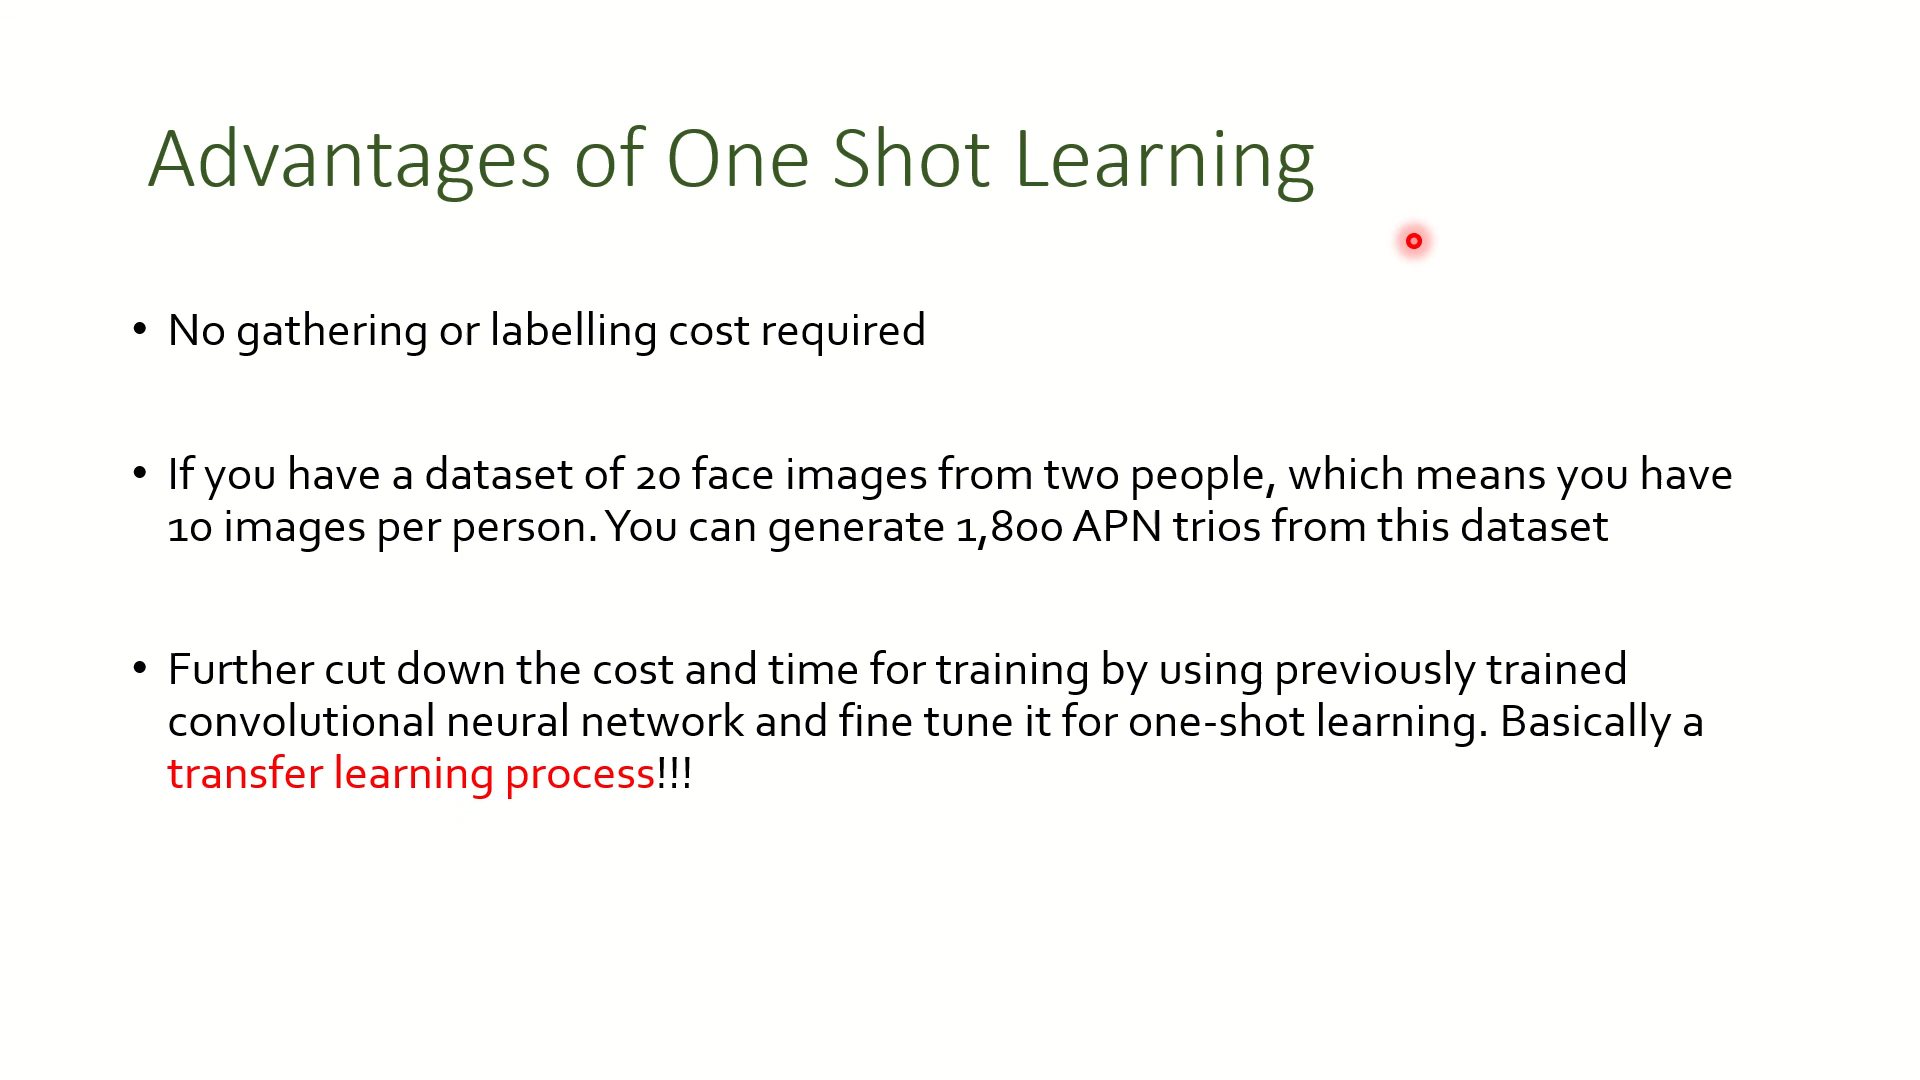 Advantages of One Shot Learning
• No gathering or labelling cost required
• If you have a dataset of 20 face images from two people, which means you have
10 images per person. You can generate 1,800 APN trios from this dataset
• Further cut down the cost and time for training by using previously trained
convolutional neural network and fine tune it for one-shot learning. Basically a
transfer learning process!!!